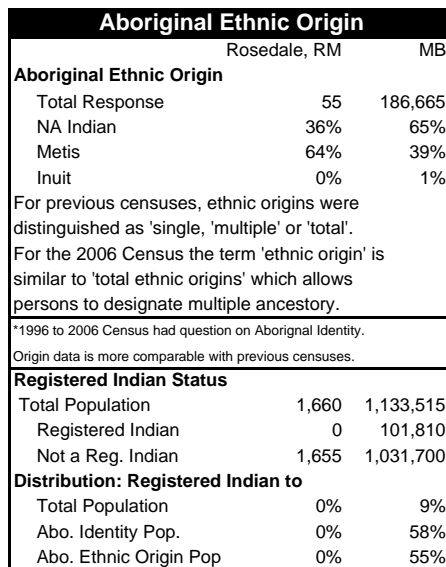 Aboriginal Ethnic Origin
Rosedale, RM MB
Aboriginal Ethnic Origin
Total Response 55 186,665
NA Indian 36% 65%
Metis 64% 39%
Inuit 0% 1%
For previous censuses, ethnic origins were
distinguished as 'single, 'multiple' or 'total'.
For the 2006 Census the term 'ethnic origin' is
similar to 'total ethnic origins' which allows
persons to designate multiple ancestory.
*1996 to 2006 Census had question on Aborignal Identity.
Origin data is more comparable with previous censuses.
Registered Indian Status
Total Population 1,660 1,133,515
Registered Indian 0 101,810
Not a Reg. Indian 1,655 1,031,700
Distribution: Registered Indian to
Total Population 0% 9%
Abo. Identity Pop. 0% 58%
Abo. Ethnic Origin Pop 0% 55%